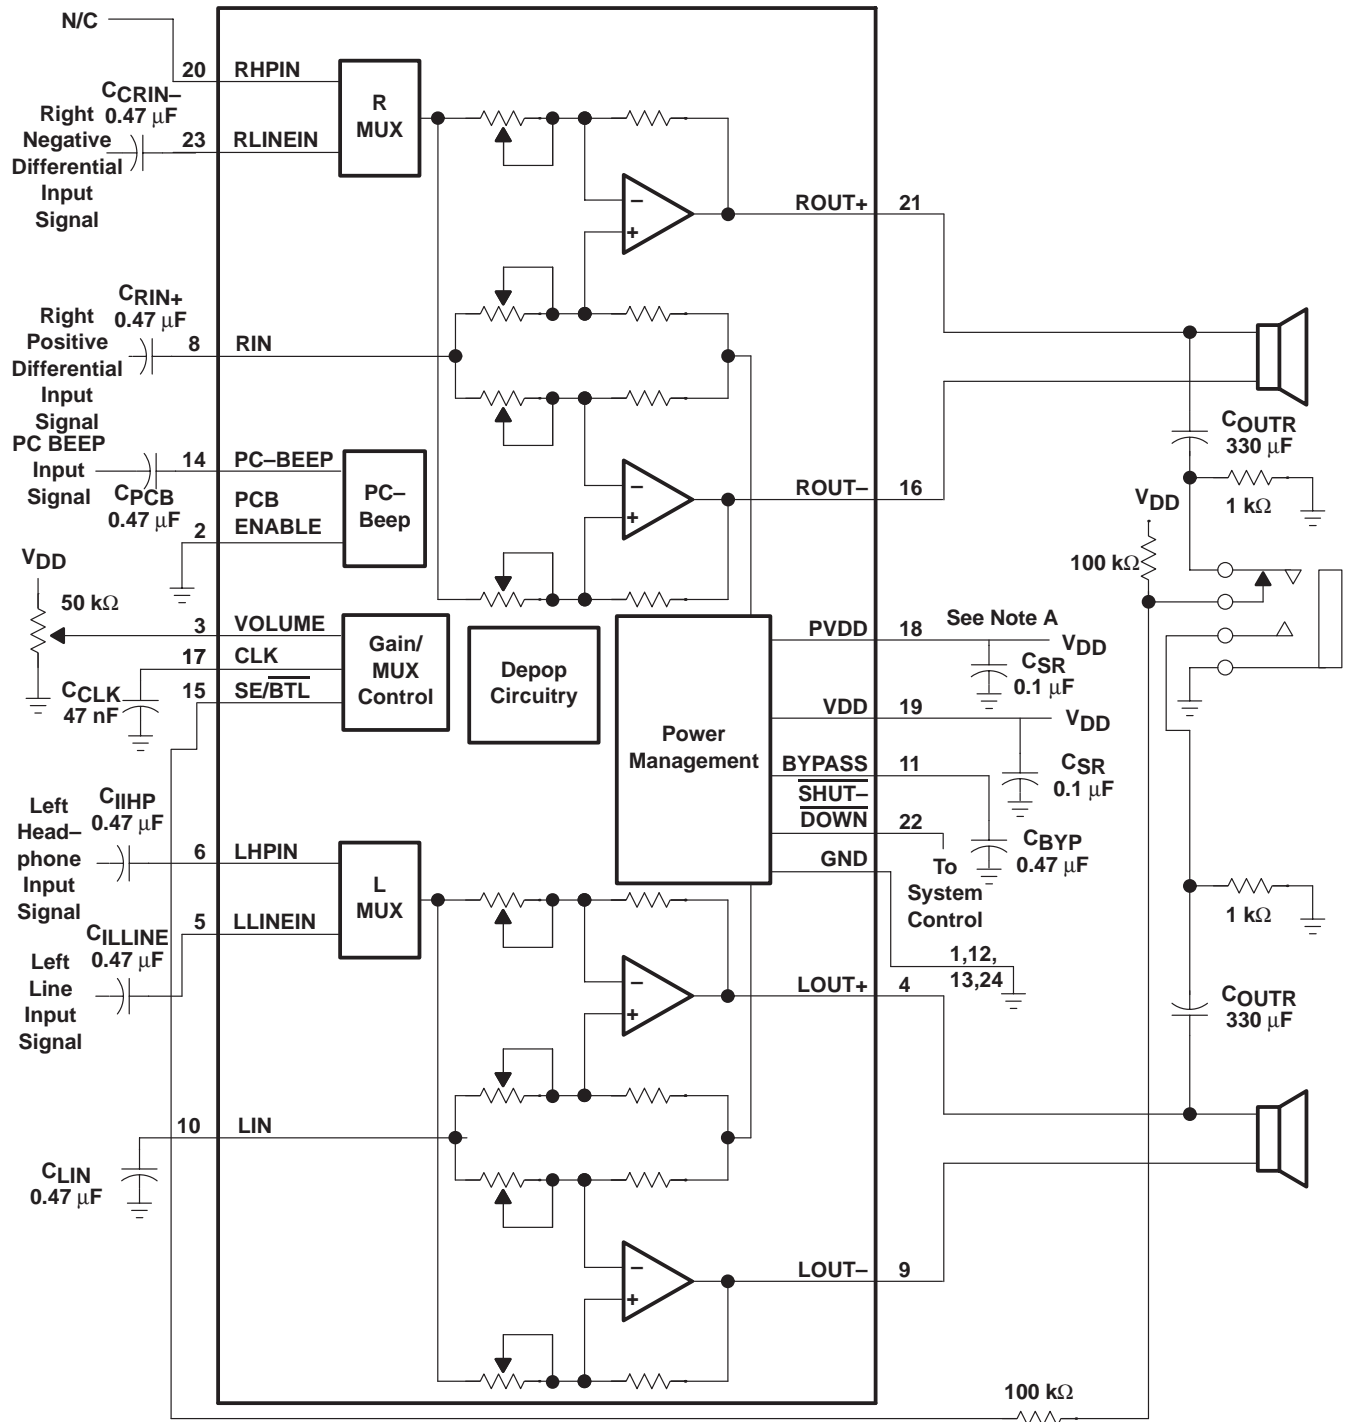 N/C
20 RHPIN
CCRIN–
0.47 μF
Right
Negative
Differential
Input
Signal
23 RLINEIN
R
MUX
ROUT+ 21
CRIN+
0.47 μF
Right
Positive
Differential
Input
Signal
8 RIN
PC BEEP
Input
Signal
14 PC–BEEP
CPCB
0.47 μF
PCB
ENABLE
2
PC–
Beep
–
+
–
+
ROUT– 16
COUTR
330 μF
1 kΩ
VDD
100 kΩ
VDD
50 kΩ
3 VOLUME
17 CLK
15 SE/BTL
CCLK
47 nF
Gain/
MUX
Control
Depop
Circuitry
Power
Management
PVDD 18
See Note A
VDD
CSR
0.1 μF
VDD 19
VDD
CSR
0.1 μF
BYPASS 11
SHUT–
DOWN 22
CBYP
0.47 μF
GND
To
System
Control
1,12,
13,24
CIIHP
0.47 μF
Left
Head–
phone
Input
Signal
6 LHPIN
5 LLINEIN
CILLINE
0.47 μF
Left
Line
Input
Signal
L
MUX
–
+
LOUT+ 4
1 kΩ
COUTR
330 μF
10 LIN
CLIN
0.47 μF
–
+
LOUT– 9
100 kΩ